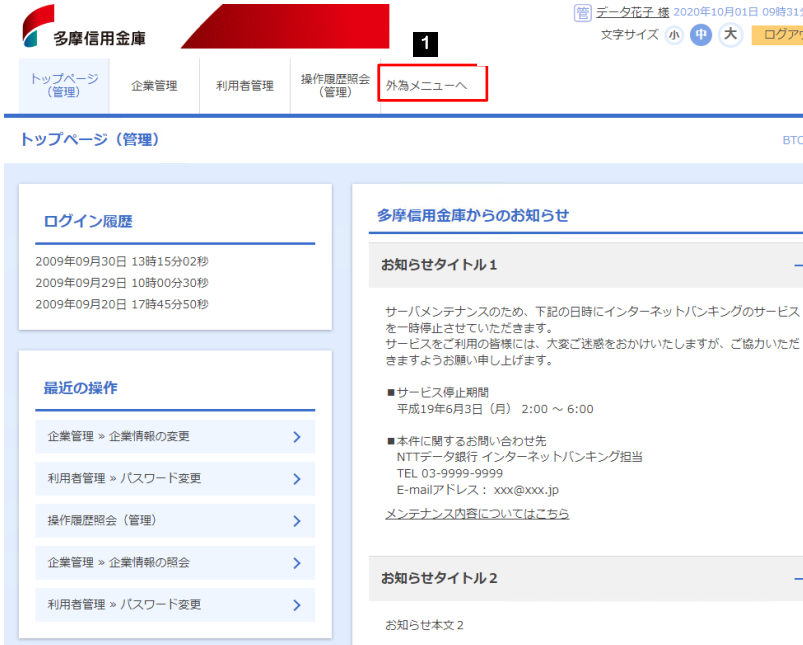 管 データ花子 様 2020年10月01日 09時31分
多摩信用金庫
文字サイズ 小 中 大 ログアウ
1
トップページ（管理） 企業管理 利用者管理 操作履歴照会（管理） 外為メニューへ
トップページ（管理）
BTO
ログイン履歴
2009年09月30日 13時15分02秒
2009年09月29日 10時00分30秒
2009年09月20日 17時45分50秒
最近の操作
企業管理 » 企業情報の変更
利用者管理 » パスワード変更
操作履歴照会（管理）
企業管理 » 企業情報の照会
利用者管理 » パスワード変更
多摩信用金庫からのお知らせ
お知らせタイトル１
サーバメンテナンスのため、下記の日時にインターネットバンキングのサービス
を一時停止させていただきます。
サービスをご利用の皆様には、大変ご迷惑をおかけいたしますが、ご協力いただ
きますようお願い申し上げます。
■サービス停止期間
平成19年6月3日（月） 2:00 ～ 6:00
■本件に関するお問い合わせ先
NTTデータ銀行 インターネットバンキング担当
TEL 03-9999-9999
E-mailアドレス： xxx@xxx.jp
メンテナンス内容についてはこちら
お知らせタイトル２
お知らせ本文２